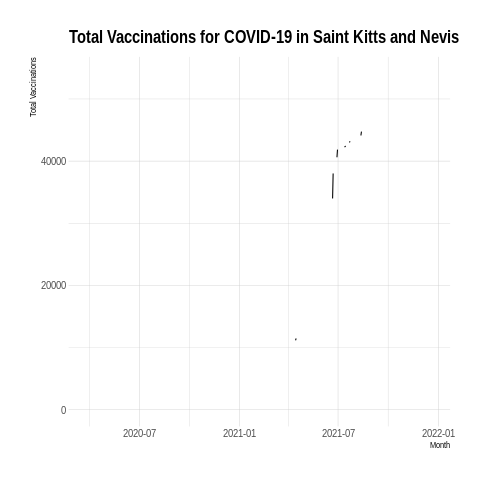 Total Vaccinations for COVID-19 in Saint Kitts and Nevis
Total Vaccinations
40000
20000
0
2020-07 2021-01 2021-07 2022-01
Month